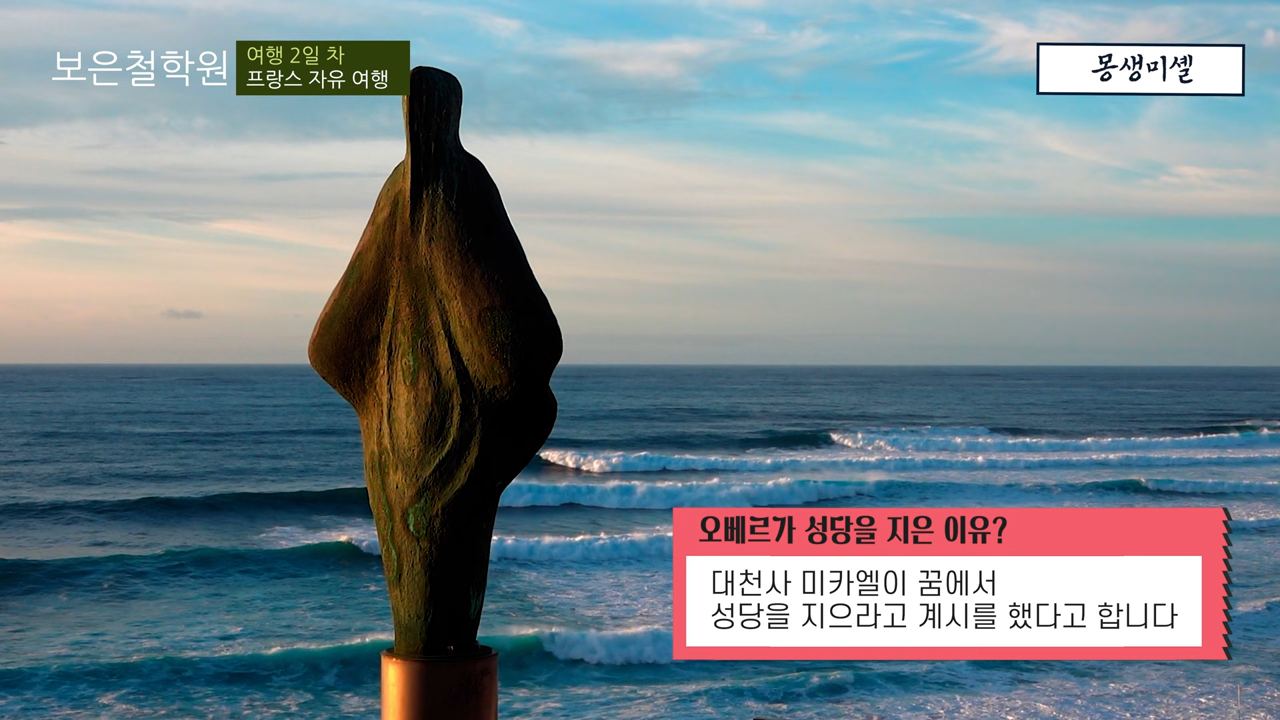 보은철학원
여행 2일 차
프랑스 자유 여행
몽생미셸
오베르가 성당을 지은 이유?
대천사 미카엘이 꿈에서
성당을 지으라고 계시를 했다고 합니다